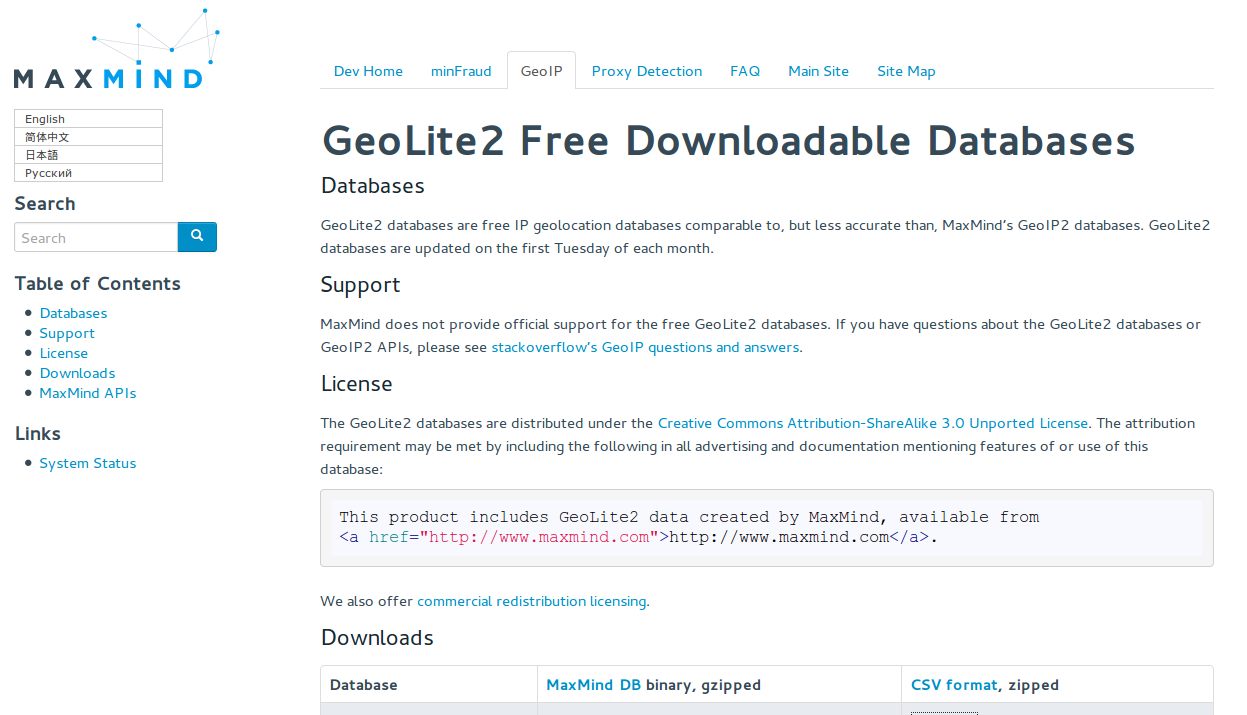 MAXMIND
Dev Home minFraud GeoIP Proxy Detection FAQ Main Site Site Map
English
简体中文
日本語
Русский
Search
Search
Table of Contents
Databases
Support
License
Downloads
MaxMind APIs
Links
System Status
GeoLite2 Free Downloadable Databases
Databases
GeoLite2 databases are free IP geolocation databases comparable to, but less accurate than, MaxMind’s GeoIP2 databases. GeoLite2
databases are updated on the first Tuesday of each month.
Support
MaxMind does not provide official support for the free GeoLite2 databases. If you have questions about the GeoLite2 databases or
GeoIP2 APIs, please see stackoverflow’s GeoIP questions and answers.
License
The GeoLite2 databases are distributed under the Creative Commons Attribution-ShareAlike 3.0 Unported License. The attribution
requirement may be met by including the following in all advertising and documentation mentioning features of or use of this
database:
This product includes GeoLite2 data created by MaxMind, available from
<a href="http://www.maxmind.com">http://www.maxmind.com</a>.
We also offer commercial redistribution licensing.
Downloads
Database MaxMind DB binary, gzipped CSV format, zipped